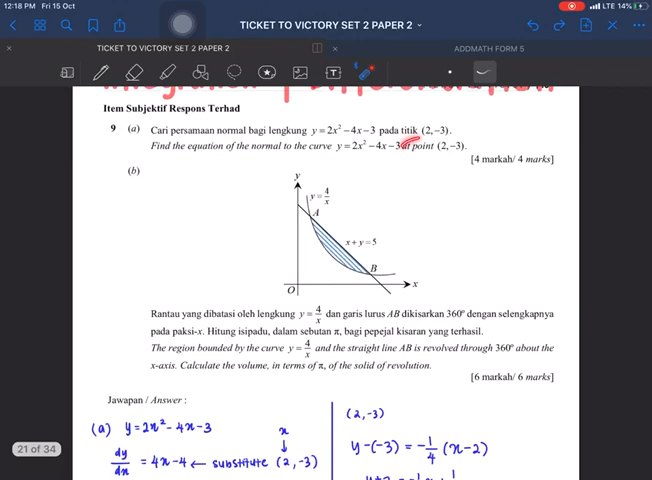 12:18 PM Fri 15 Oct
LTE 14%
TICKET TO VICTORY SET 2 PAPER 2
TICKET TO VICTORY SET 2 PAPER 2
ADDMATH FORM 5
Item Subjektif Respons Terhad
9 (a) Cari persamaan normal bagi lengkung y = 2x² − 4x − 3 pada titik (2, −3).
Find the equation of the normal to the curve y = 2x² − 4x − 3 at point (2, −3).
[4 markah/ 4 marks]
(b)
y
y = 4/x
A
x + y = 5
B
O
x
Rantau yang dibatasi oleh lengkung y = 4/x dan garis lurus AB dikisarkan 360° dengan selengkapnya
pada paksi-x. Hitung isipadu, dalam sebutan π, bagi pepejal kisaran yang terhasil.
The region bounded by the curve y = 4/x and the straight line AB is revolved through 360° about the
x-axis. Calculate the volume, in terms of π, of the solid of revolution.
[6 markah/ 6 marks]
Jawapan / Answer :
(a) y = 2x² − 4x − 3
x
↓
dy/dx = 4x − 4 ← substitute (2, −3)
(2, −3)
y − (−3) = −1/4 (x − 2)
21 of 34